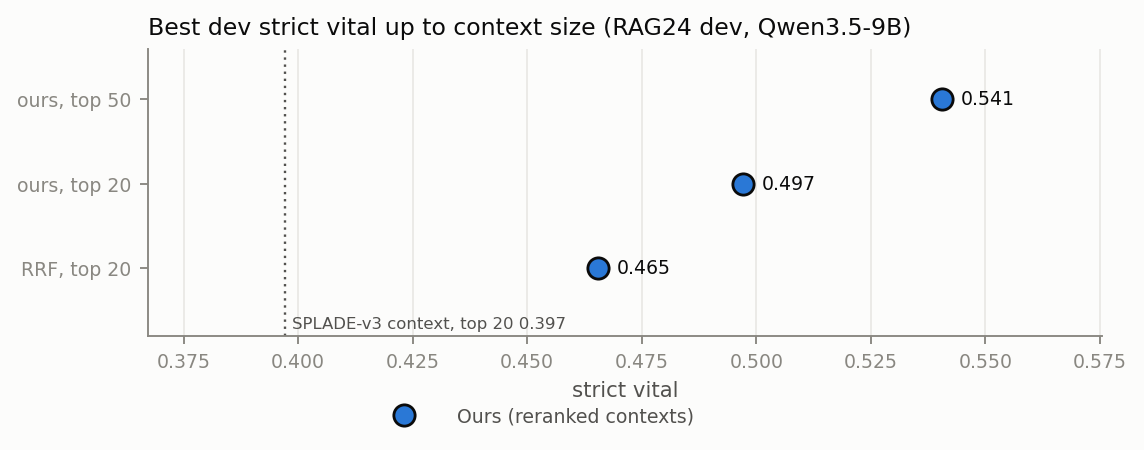 Best dev strict vital up to context size (RAG24 dev, Qwen3.5-9B)
ours, top 50
0.541
ours, top 20
0.497
RRF, top 20
0.465
SPLADE-v3 context, top 20 0.397
0.375 0.400 0.425 0.450 0.475 0.500 0.525 0.550 0.575
strict vital
Ours (reranked contexts)